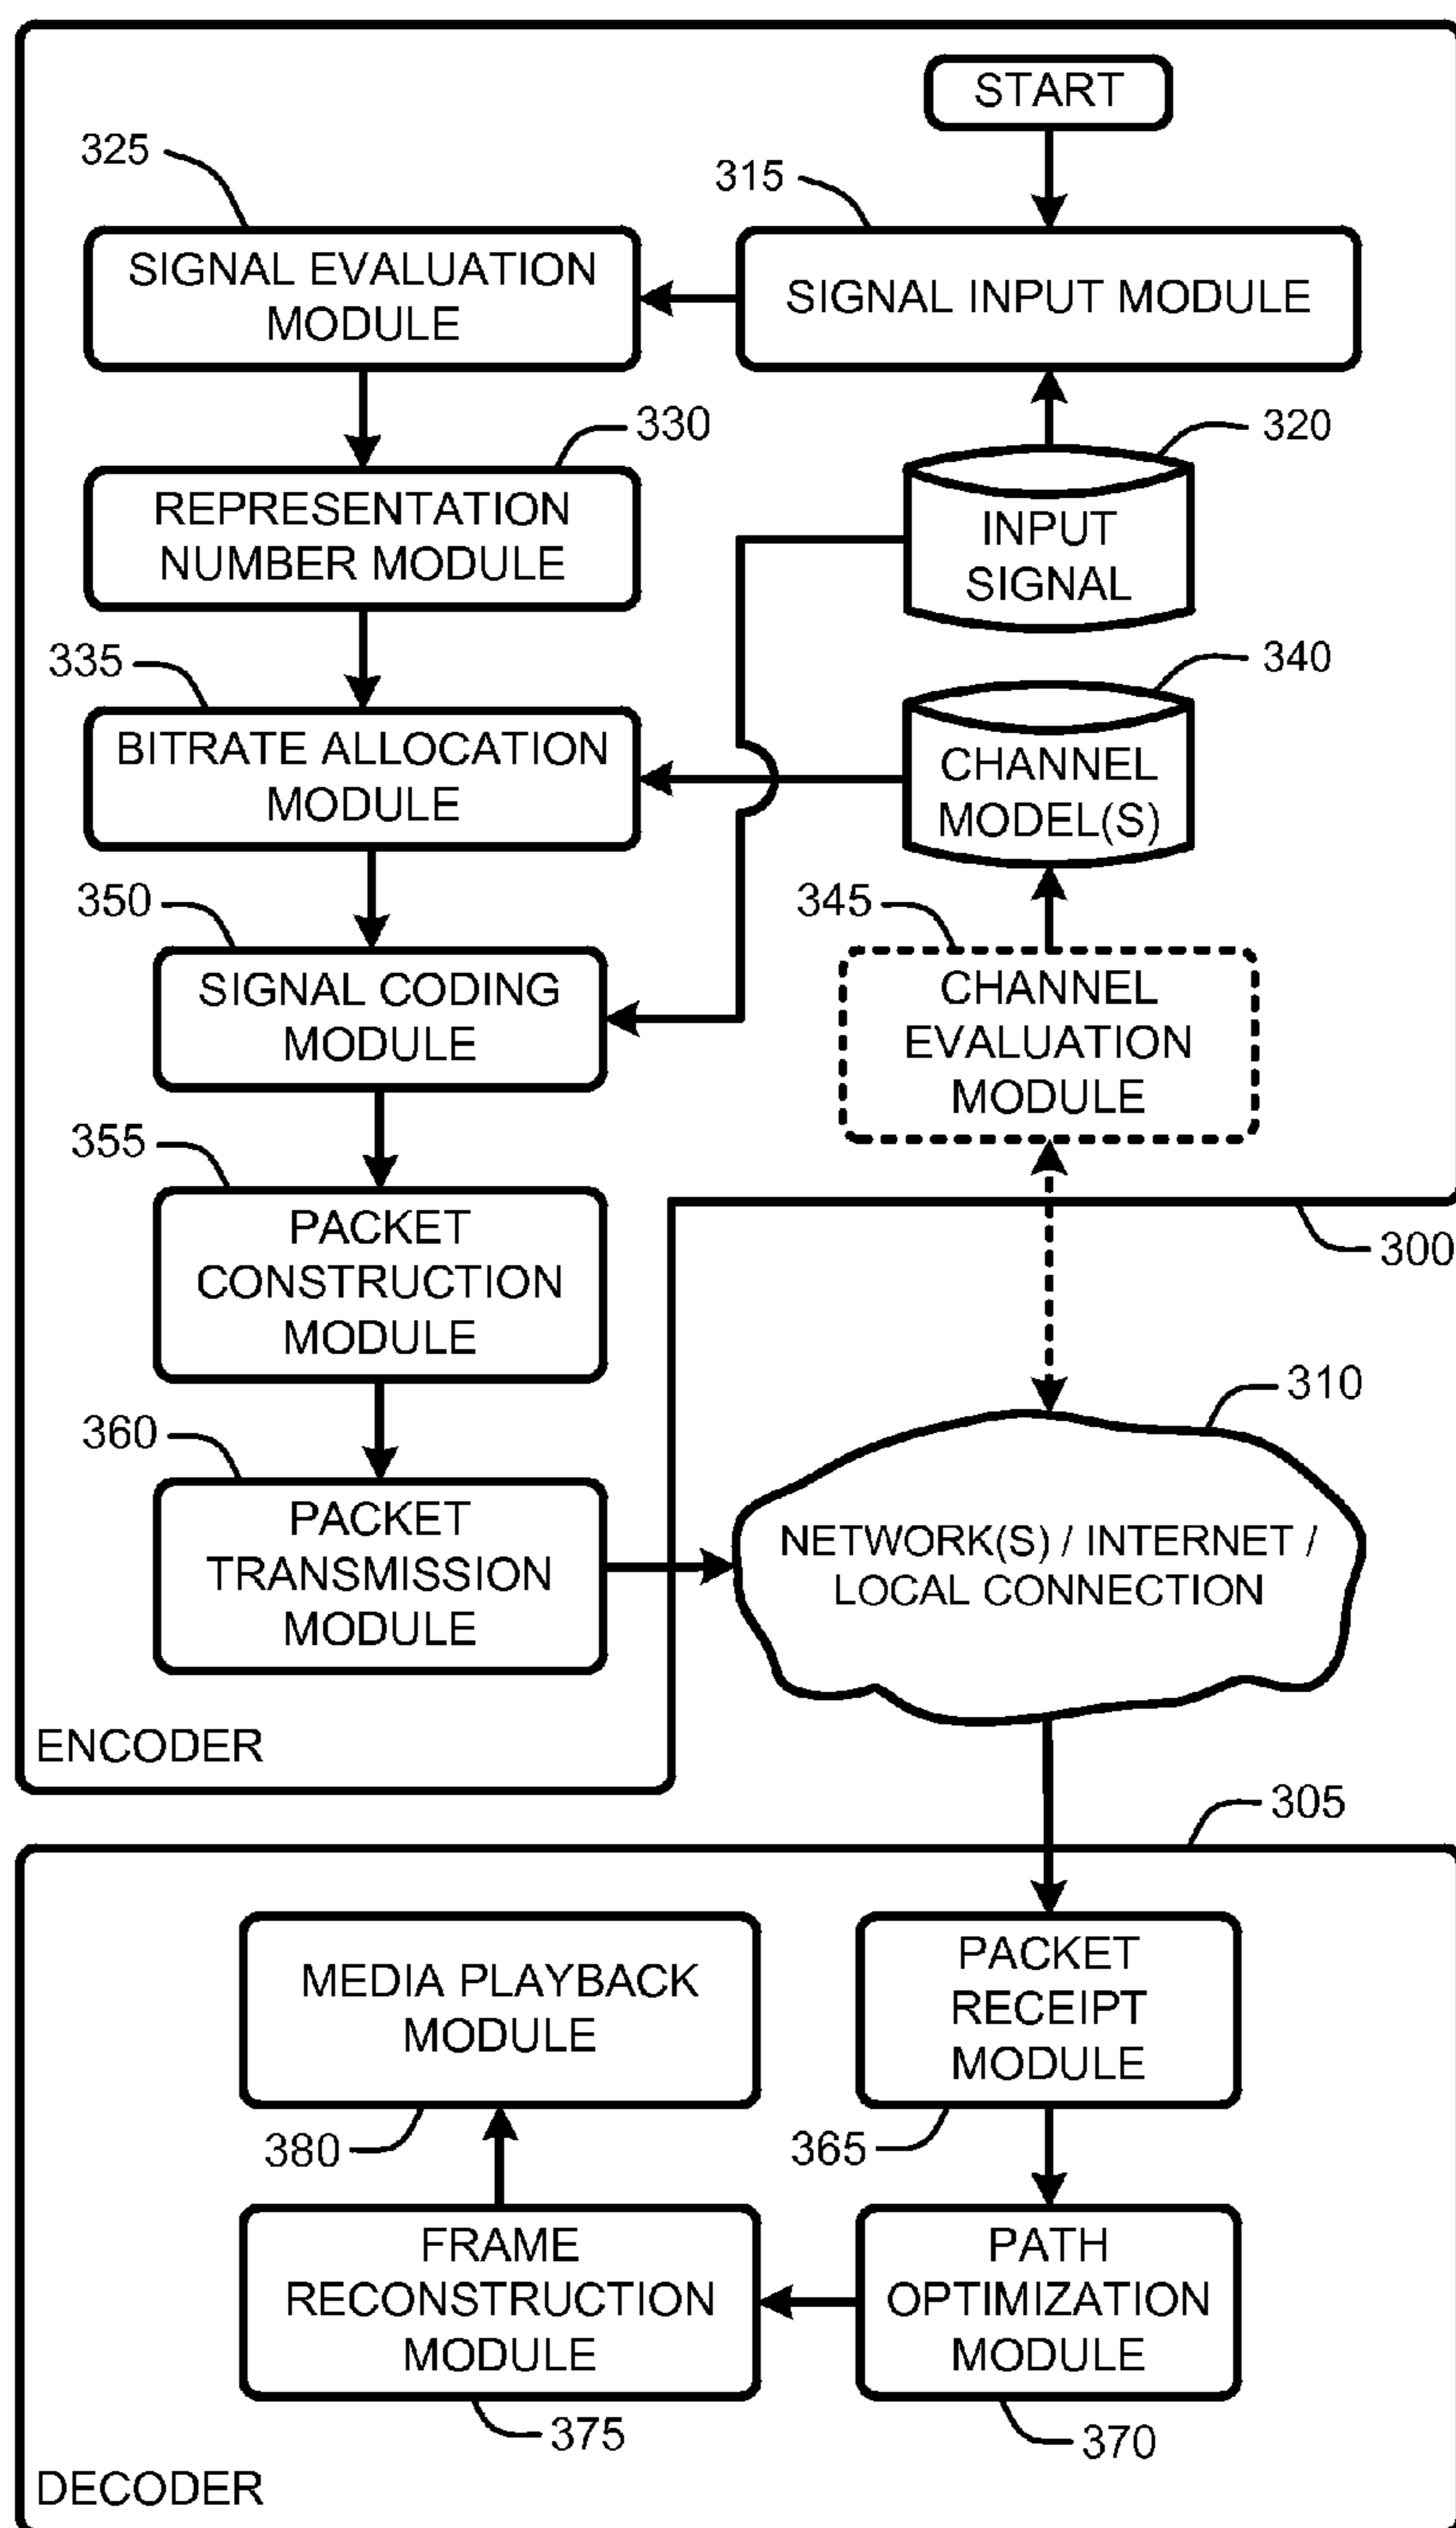 START
325
315
SIGNAL EVALUATION
MODULE
SIGNAL INPUT MODULE
330
320
REPRESENTATION
NUMBER MODULE
INPUT
SIGNAL
335
340
BITRATE ALLOCATION
MODULE
CHANNEL
MODEL(S)
350
345
SIGNAL CODING
MODULE
CHANNEL
EVALUATION
MODULE
355
PACKET
CONSTRUCTION
MODULE
300
310
360
PACKET
TRANSMISSION
MODULE
NETWORK(S) / INTERNET /
LOCAL CONNECTION
ENCODER
305
MEDIA PLAYBACK
MODULE
PACKET
RECEIPT
MODULE
380
365
FRAME
RECONSTRUCTION
MODULE
PATH
OPTIMIZATION
MODULE
375
370
DECODER